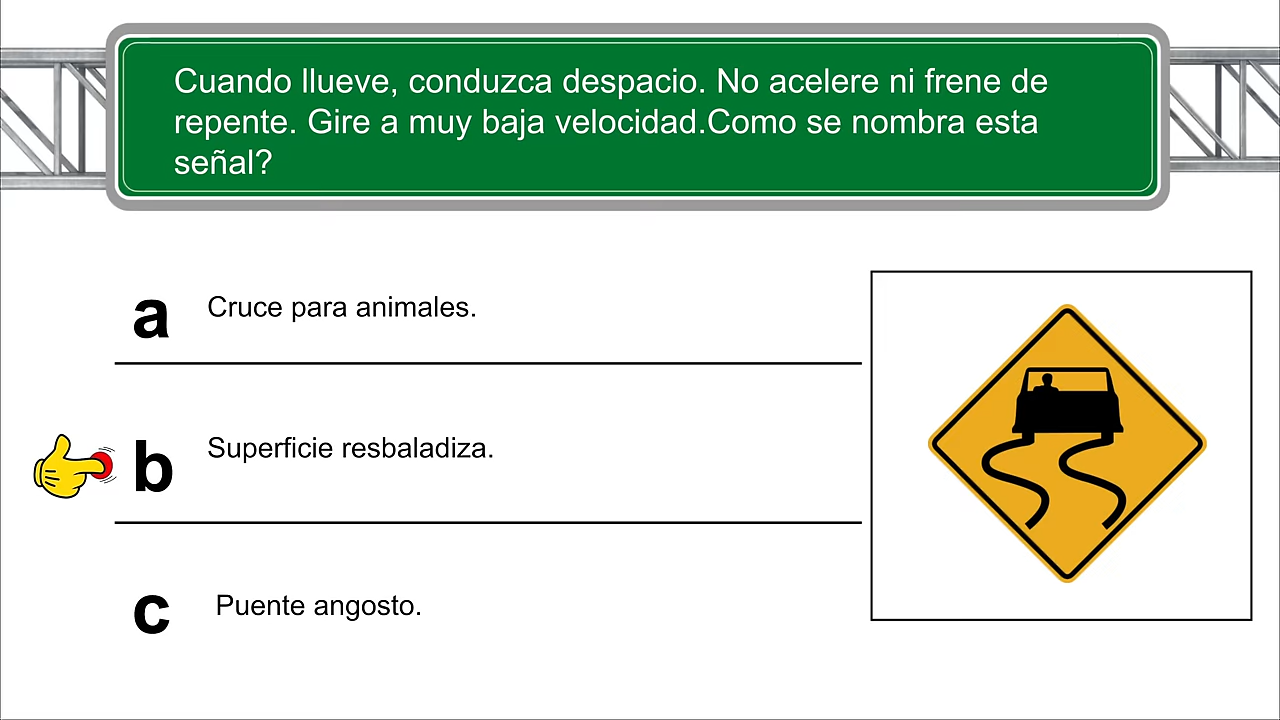 Cuando llueve, conduzca despacio. No acelere ni frene de
repente. Gire a muy baja velocidad.Como se nombra esta
señal?
a Cruce para animales.
b Superficie resbaladiza.
c Puente angosto.